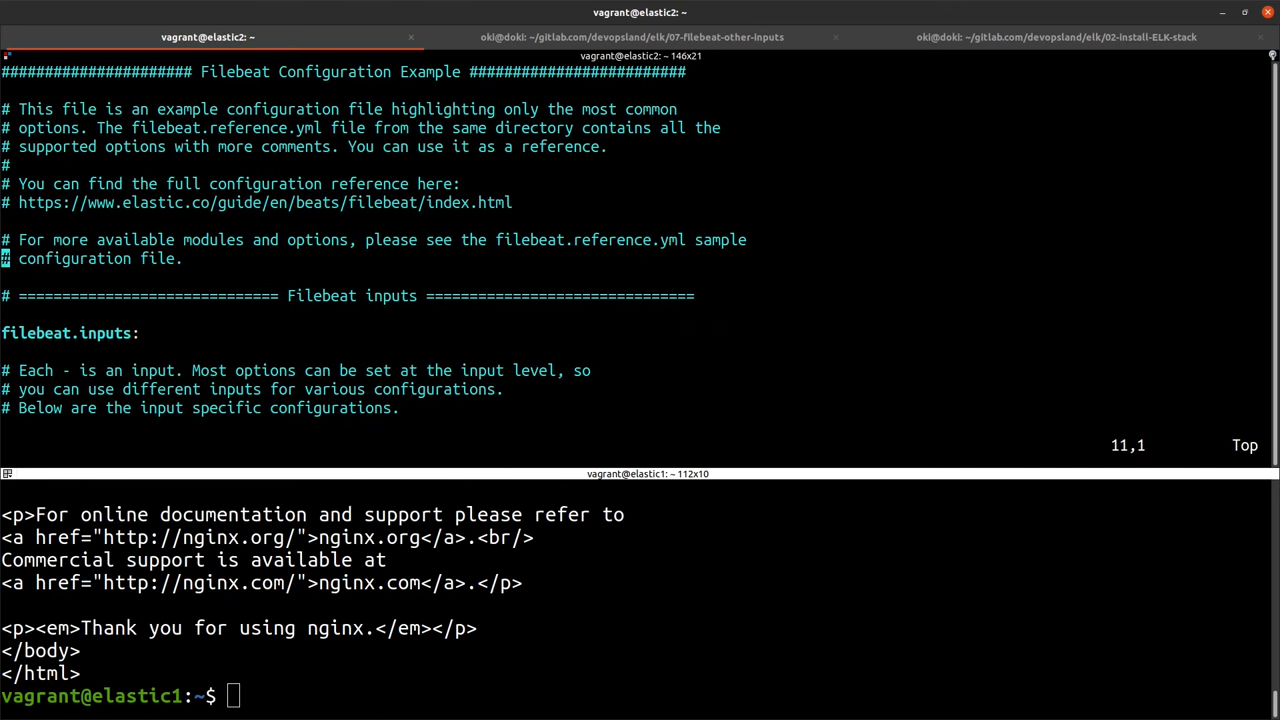 vagrant@elastic2: ~
vagrant@elastic2: ~
oki@doki: ~/gitlab.com/devopsland/elk/07-filebeat-other-inputs
oki@doki: ~/gitlab.com/devopsland/elk/02-install-ELK-stack
vagrant@elastic2: ~ 146x21
###################### Filebeat Configuration Example #########################
# This file is an example configuration file highlighting only the most common
# options. The filebeat.reference.yml file from the same directory contains all the
# supported options with more comments. You can use it as a reference.
#
# You can find the full configuration reference here:
# https://www.elastic.co/guide/en/beats/filebeat/index.html
# For more available modules and options, please see the filebeat.reference.yml sample
# configuration file.
# ============================== Filebeat inputs ===============================
filebeat.inputs:
# Each - is an input. Most options can be set at the input level, so
# you can use different inputs for various configurations.
# Below are the input specific configurations.
11,1 Top
vagrant@elastic1: ~ 112x10
<p>For online documentation and support please refer to
<a href="http://nginx.org/">nginx.org</a>.<br/>
Commercial support is available at
<a href="http://nginx.com/">nginx.com</a>.</p>
<p><em>Thank you for using nginx.</em></p>
</body>
</html>
vagrant@elastic1:~$